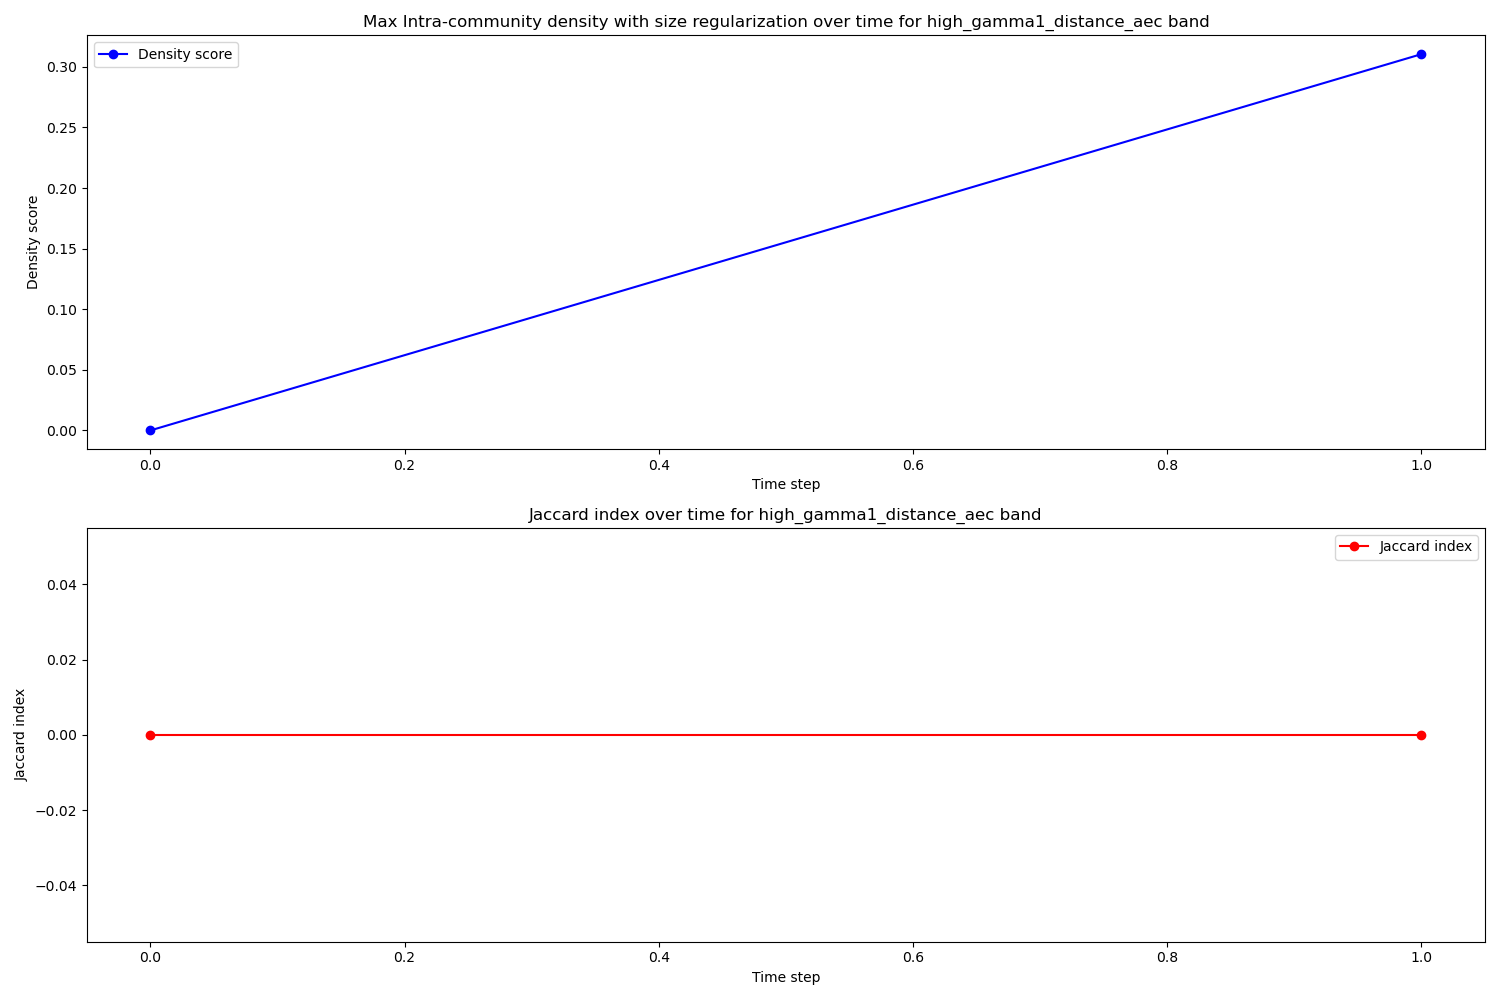 Max Intra-community density with size regularization over time for high_gamma1_distance_aec band
Density score
0.30
0.25
0.20
0.15
0.10
0.05
0.00
Density score
0.0 0.2 0.4 0.6 0.8 1.0
Time step
Jaccard index over time for high_gamma1_distance_aec band
Jaccard index
0.04
0.02
0.00
−0.02
−0.04
Jaccard index
0.0 0.2 0.4 0.6 0.8 1.0
Time step